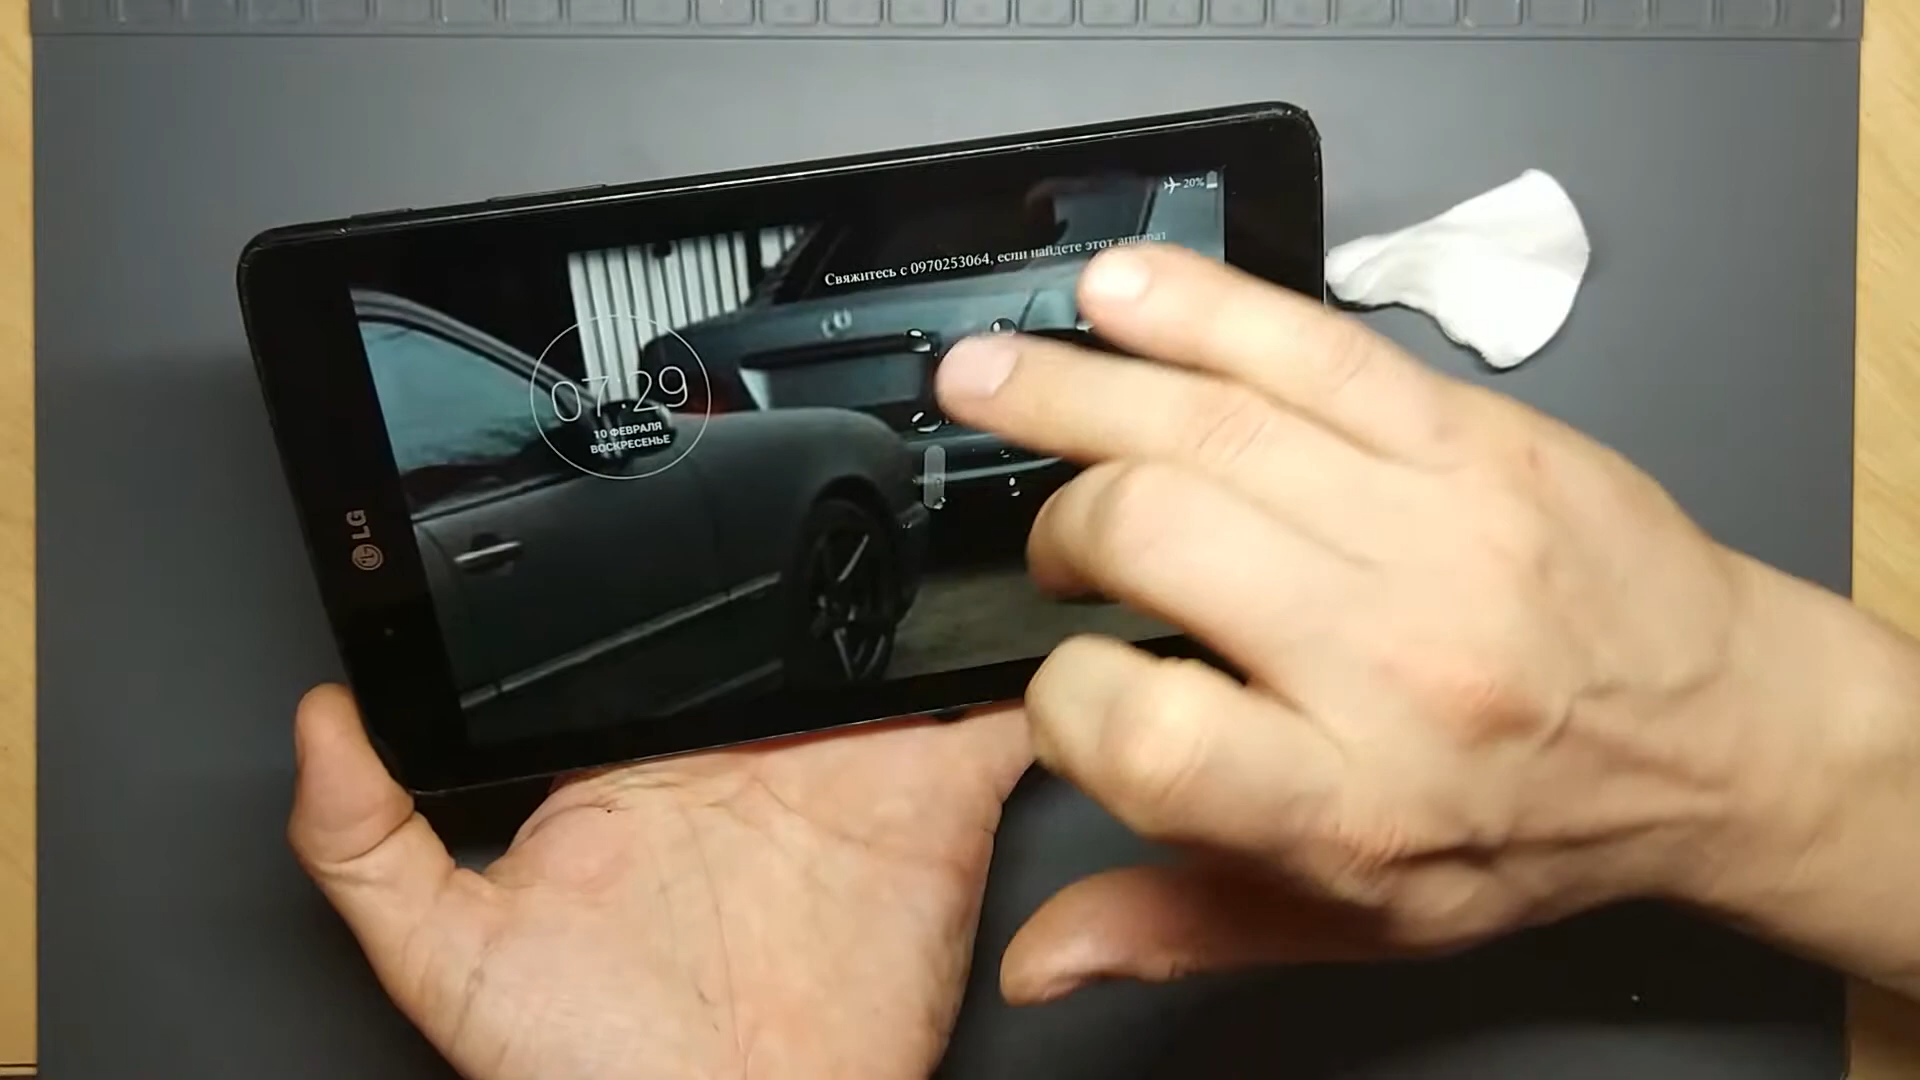 20%
Свяжитесь с 0970253064, если найдете этот аппарат
07:29
10 ФЕВРАЛЯ
ВОСКРЕСЕНЬЕ
LG